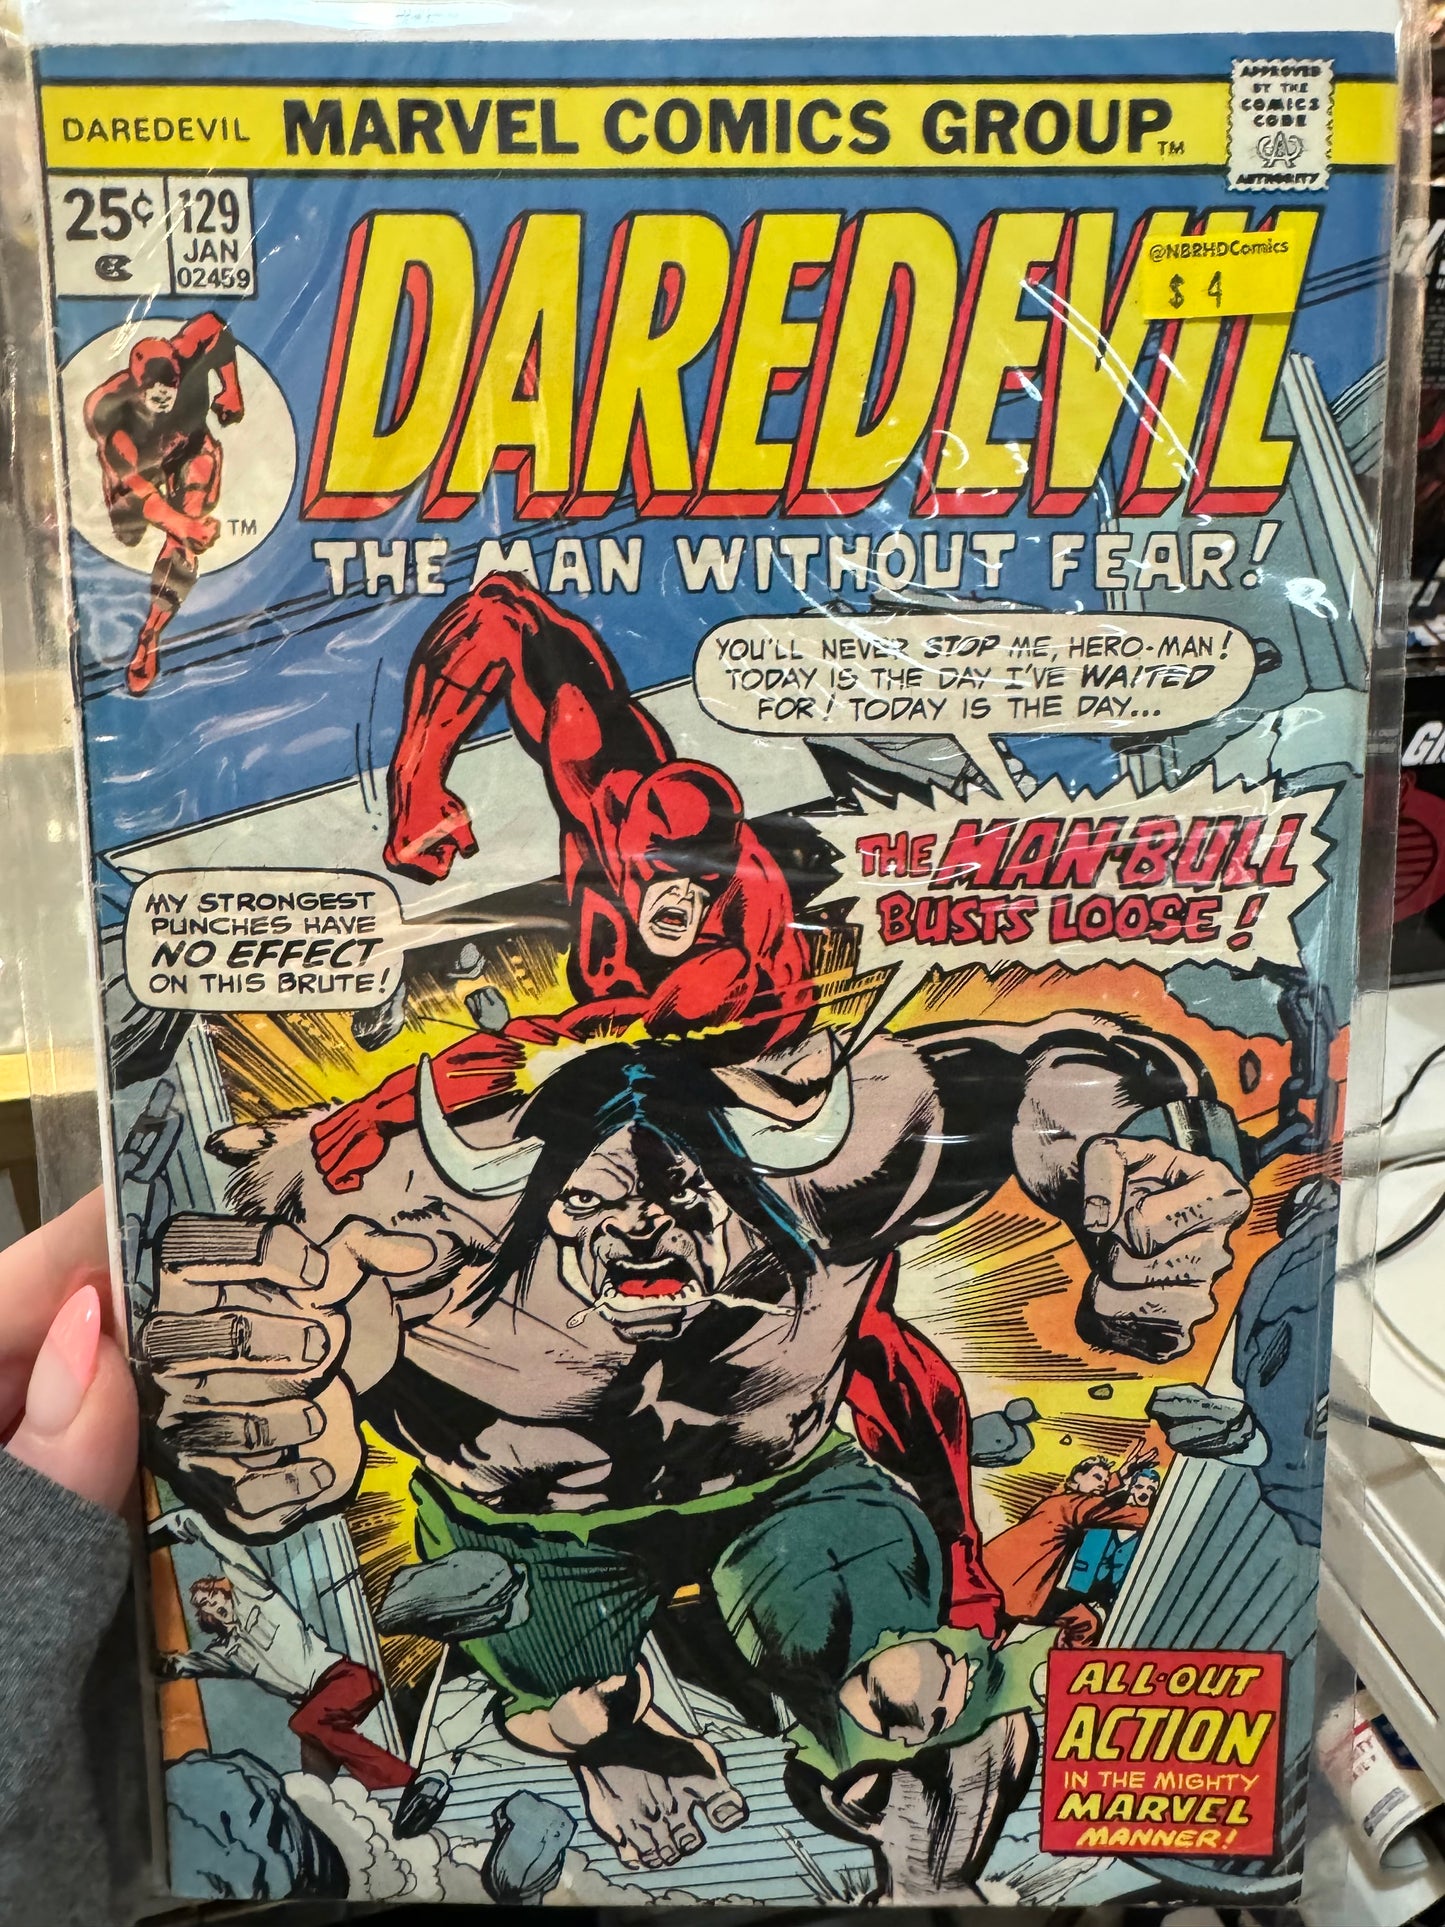 DAREDEVIL MARVEL COMICS GROUP TM
APPROVED
BY THE
COMICS
CODE
CA
AUTHORITY
25¢
129
JAN
02459
DAREDEVIL
@NBRHDComics
$ 4
TM
THE MAN WITHOUT FEAR!
YOU'LL NEVER STOP ME, HERO-MAN!
TODAY IS THE DAY I'VE WAITED
FOR! TODAY IS THE DAY...
THE MAN-BULL
BUSTS LOOSE!
MY STRONGEST
PUNCHES HAVE
NO EFFECT
ON THIS BRUTE!
ALL-OUT
ACTION
IN THE MIGHTY
MARVEL
MANNER!